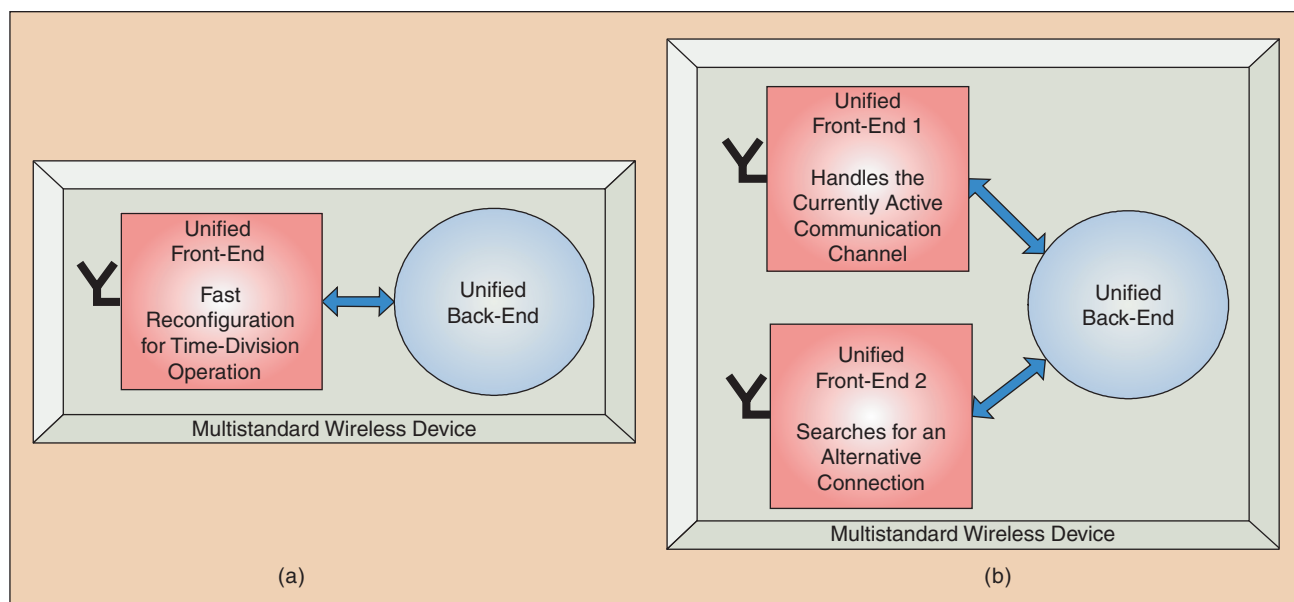 Unified
Front-End
Fast
Reconfiguration
for Time-Division
Operation
Unified
Back-End
Multistandard Wireless Device
(a)
Unified
Front-End 1
Handles the
Currently Active
Communication
Channel
Unified
Back-End
Unified
Front-End 2
Searches for an
Alternative
Connection
Multistandard Wireless Device
(b)